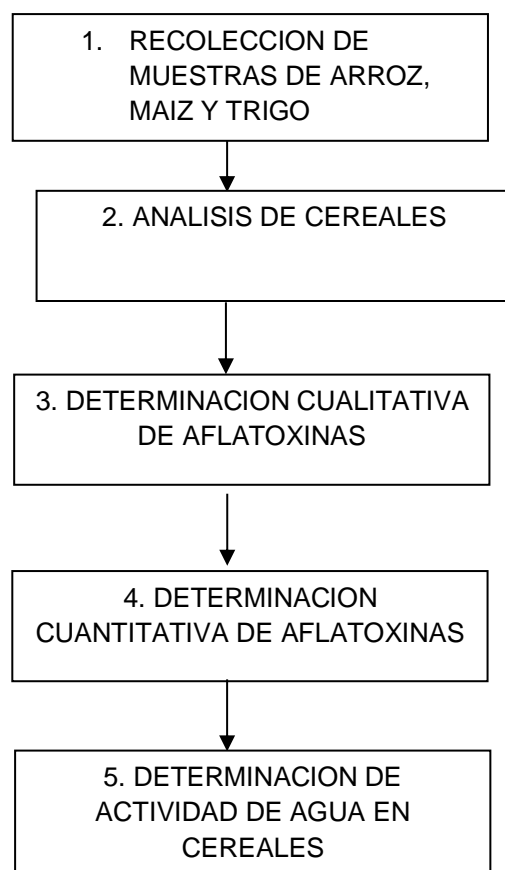 1. RECOLECCION DE
MUESTRAS DE ARROZ,
MAIZ Y TRIGO
2. ANALISIS DE CEREALES
3. DETERMINACION CUALITATIVA
DE AFLATOXINAS
4. DETERMINACION
CUANTITATIVA DE AFLATOXINAS
5. DETERMINACION DE
ACTIVIDAD DE AGUA EN
CEREALES